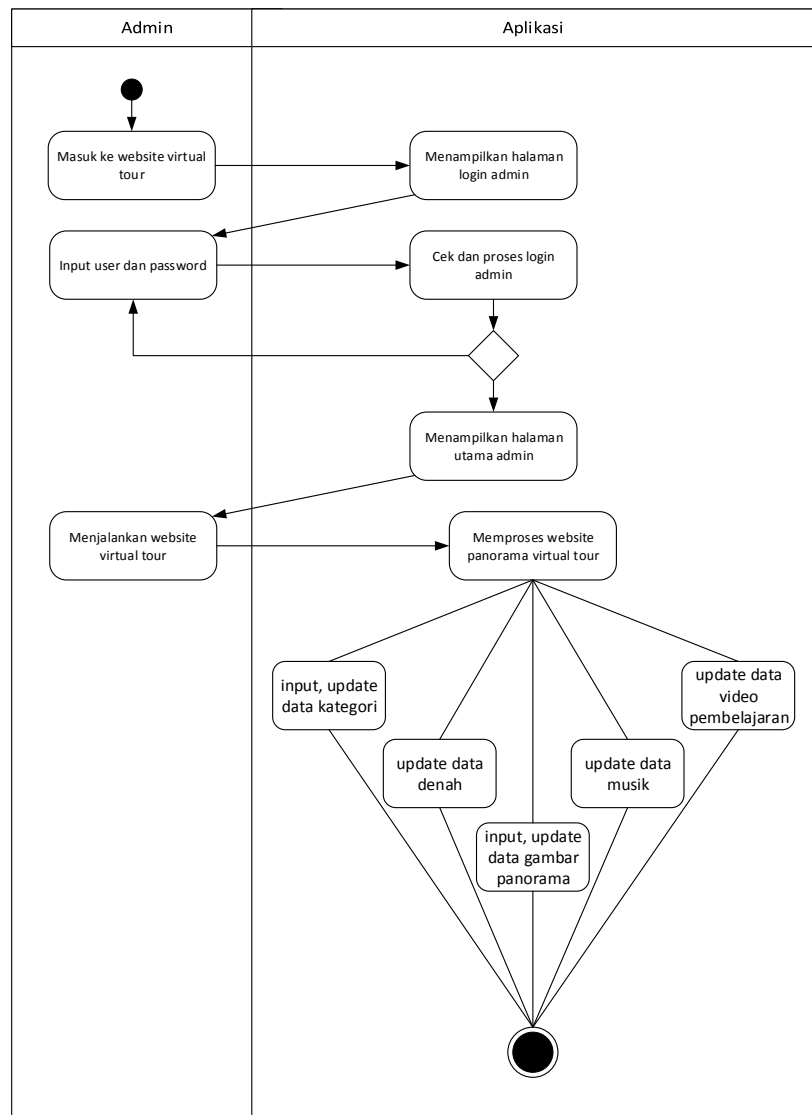 Admin
Aplikasi
Masuk ke website virtual
tour
Menampilkan halaman
login admin
Input user dan password
Cek dan proses login
admin
Menampilkan halaman
utama admin
Menjalankan website
virtual tour
Memproses website
panorama virtual tour
input, update
data kategori
update data
video
pembelajaran
update data
denah
update data
musik
input, update
data gambar
panorama